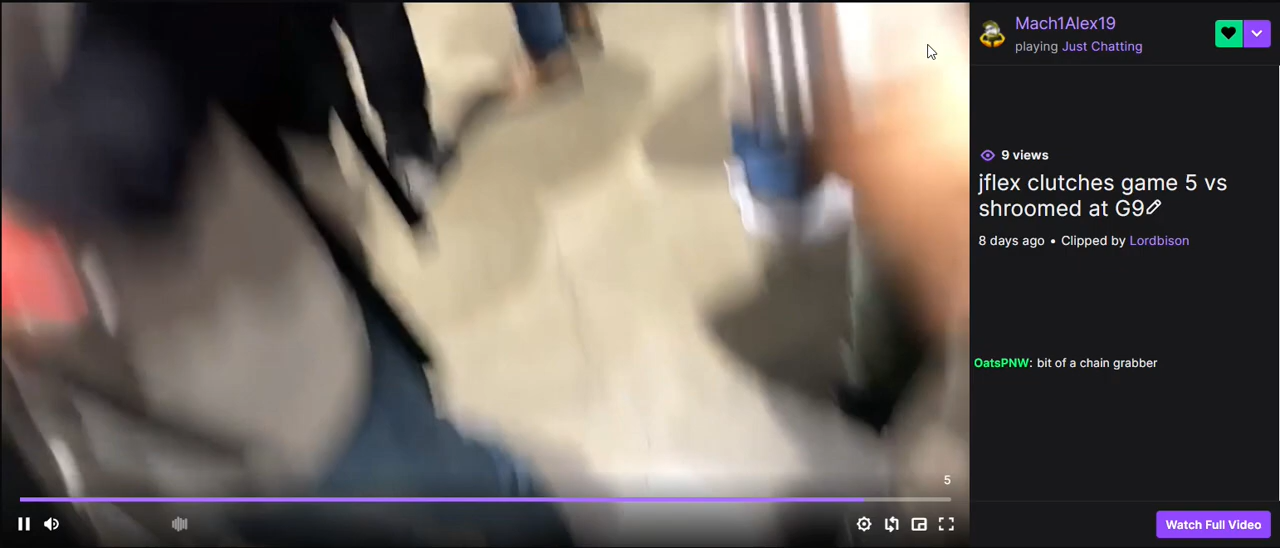 Mach1Alex19
playing Just Chatting
9 views
jflex clutches game 5 vs
shroomed at G9
8 days ago • Clipped by Lordbison
OatsPNW: bit of a chain grabber
5
Watch Full Video